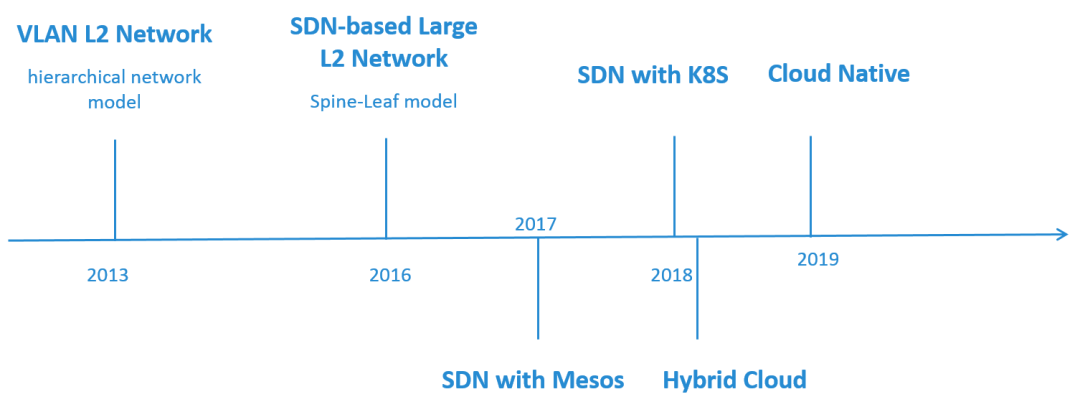 VLAN L2 Network
hierarchical network
model
SDN-based Large
L2 Network
Spine-Leaf model
SDN with K8S
Cloud Native
2017
2013
2016
2018
2019
SDN with Mesos
Hybrid Cloud